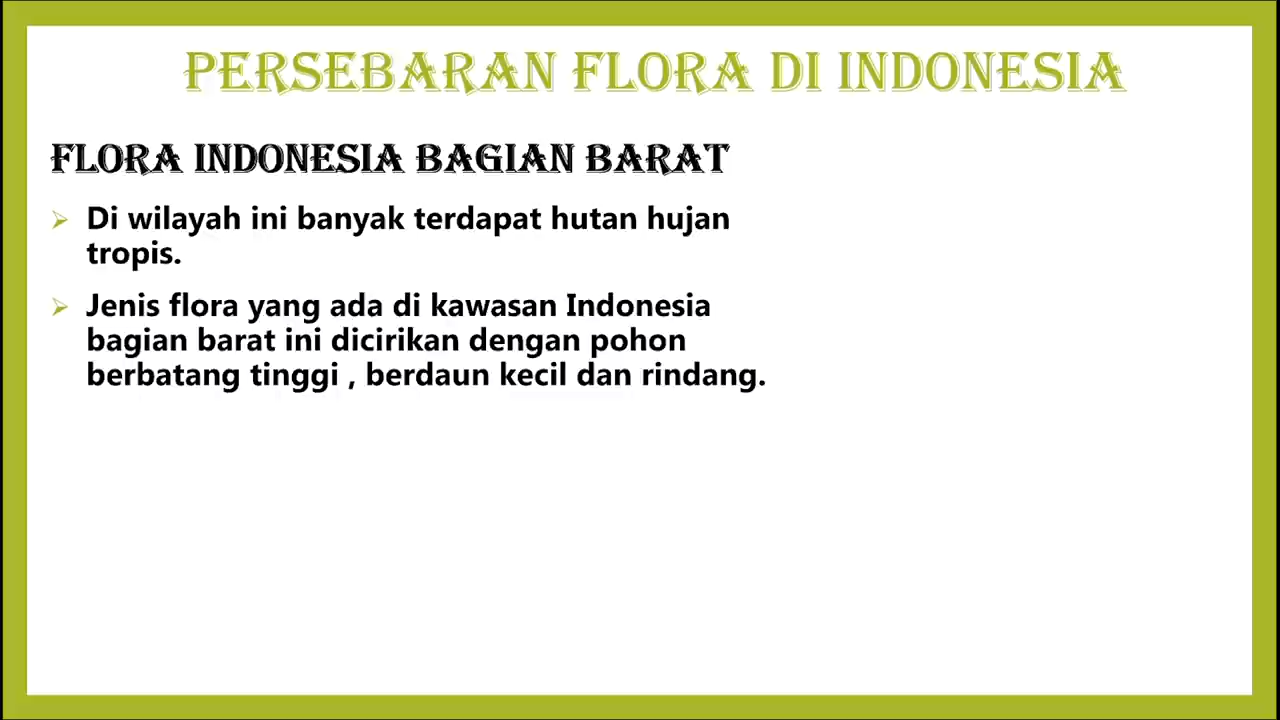 PERSEBARAN FLORA DI INDONESIA
FLORA INDONESIA BAGIAN BARAT
Di wilayah ini banyak terdapat hutan hujan
tropis.
Jenis flora yang ada di kawasan Indonesia
bagian barat ini dicirikan dengan pohon
berbatang tinggi , berdaun kecil dan rindang.